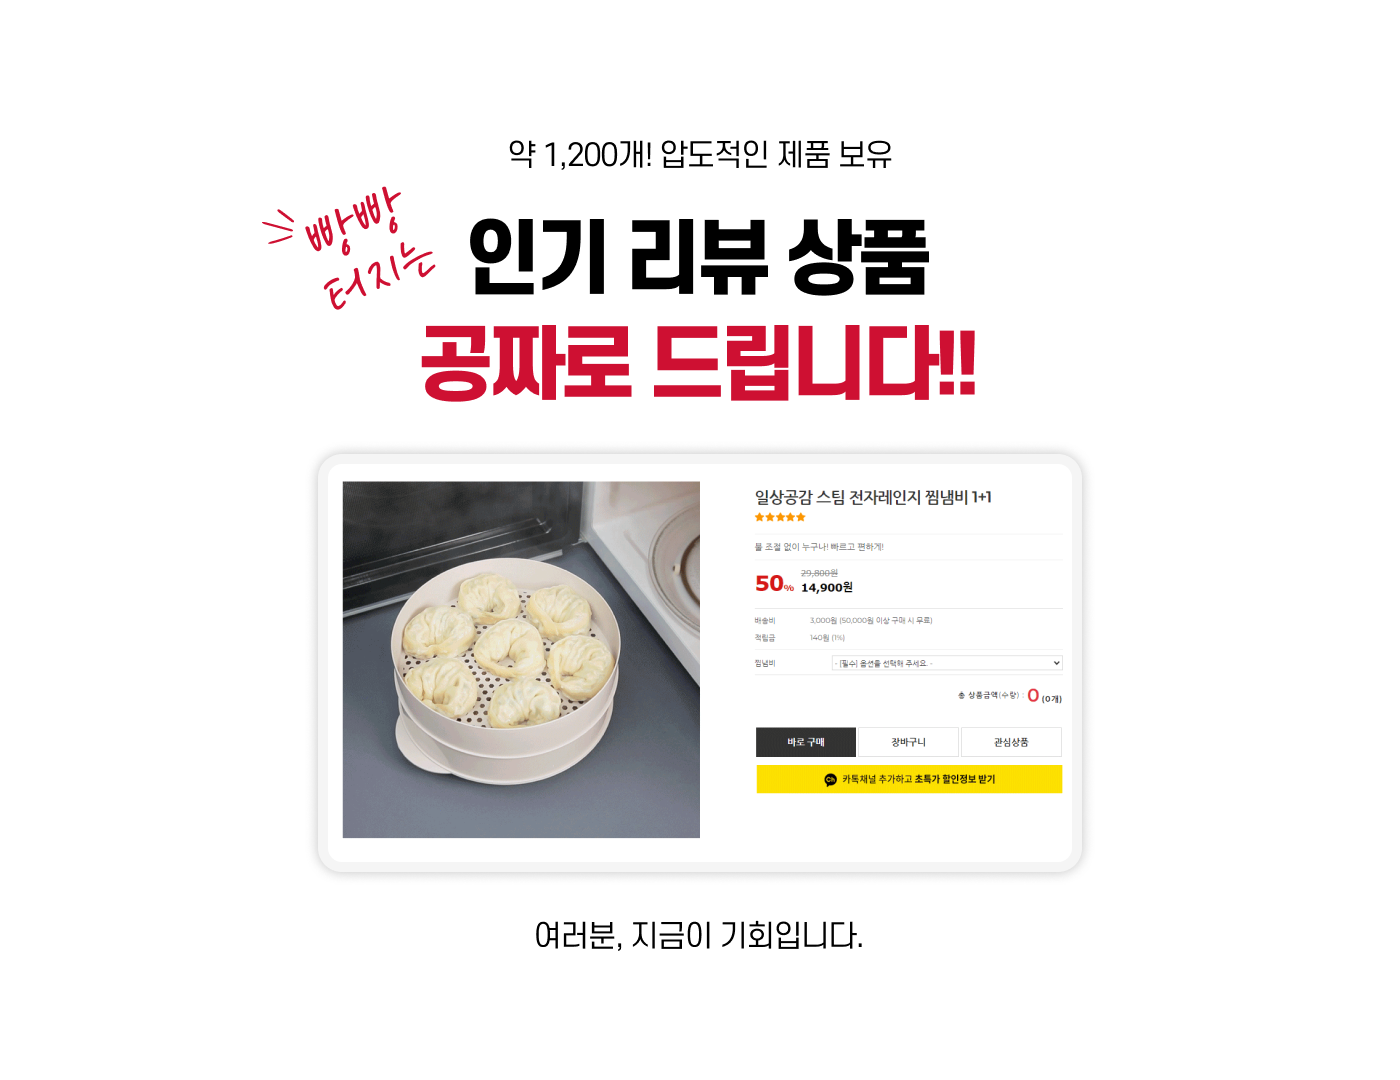 약 1,200개! 압도적인 제품 보유
빵빵
터지는
인기 리뷰 상품
공짜로 드립니다!!
일상공감 스팀 전자레인지 찜냄비 1+1
불 조절 없이 누구나! 빠르고 편하게!
50% 29,800원
14,900원
배송비 3,000원 (50,000원 이상 구매 시 무료)
적립금 140원 (1%)
찜냄비 - [필수] 옵션을 선택해 주세요. -
총 상품금액(수량) : 0 (0개)
바로 구매 장바구니 관심상품
Ch 카톡채널 추가하고 초특가 할인정보 받기
여러분, 지금이 기회입니다.